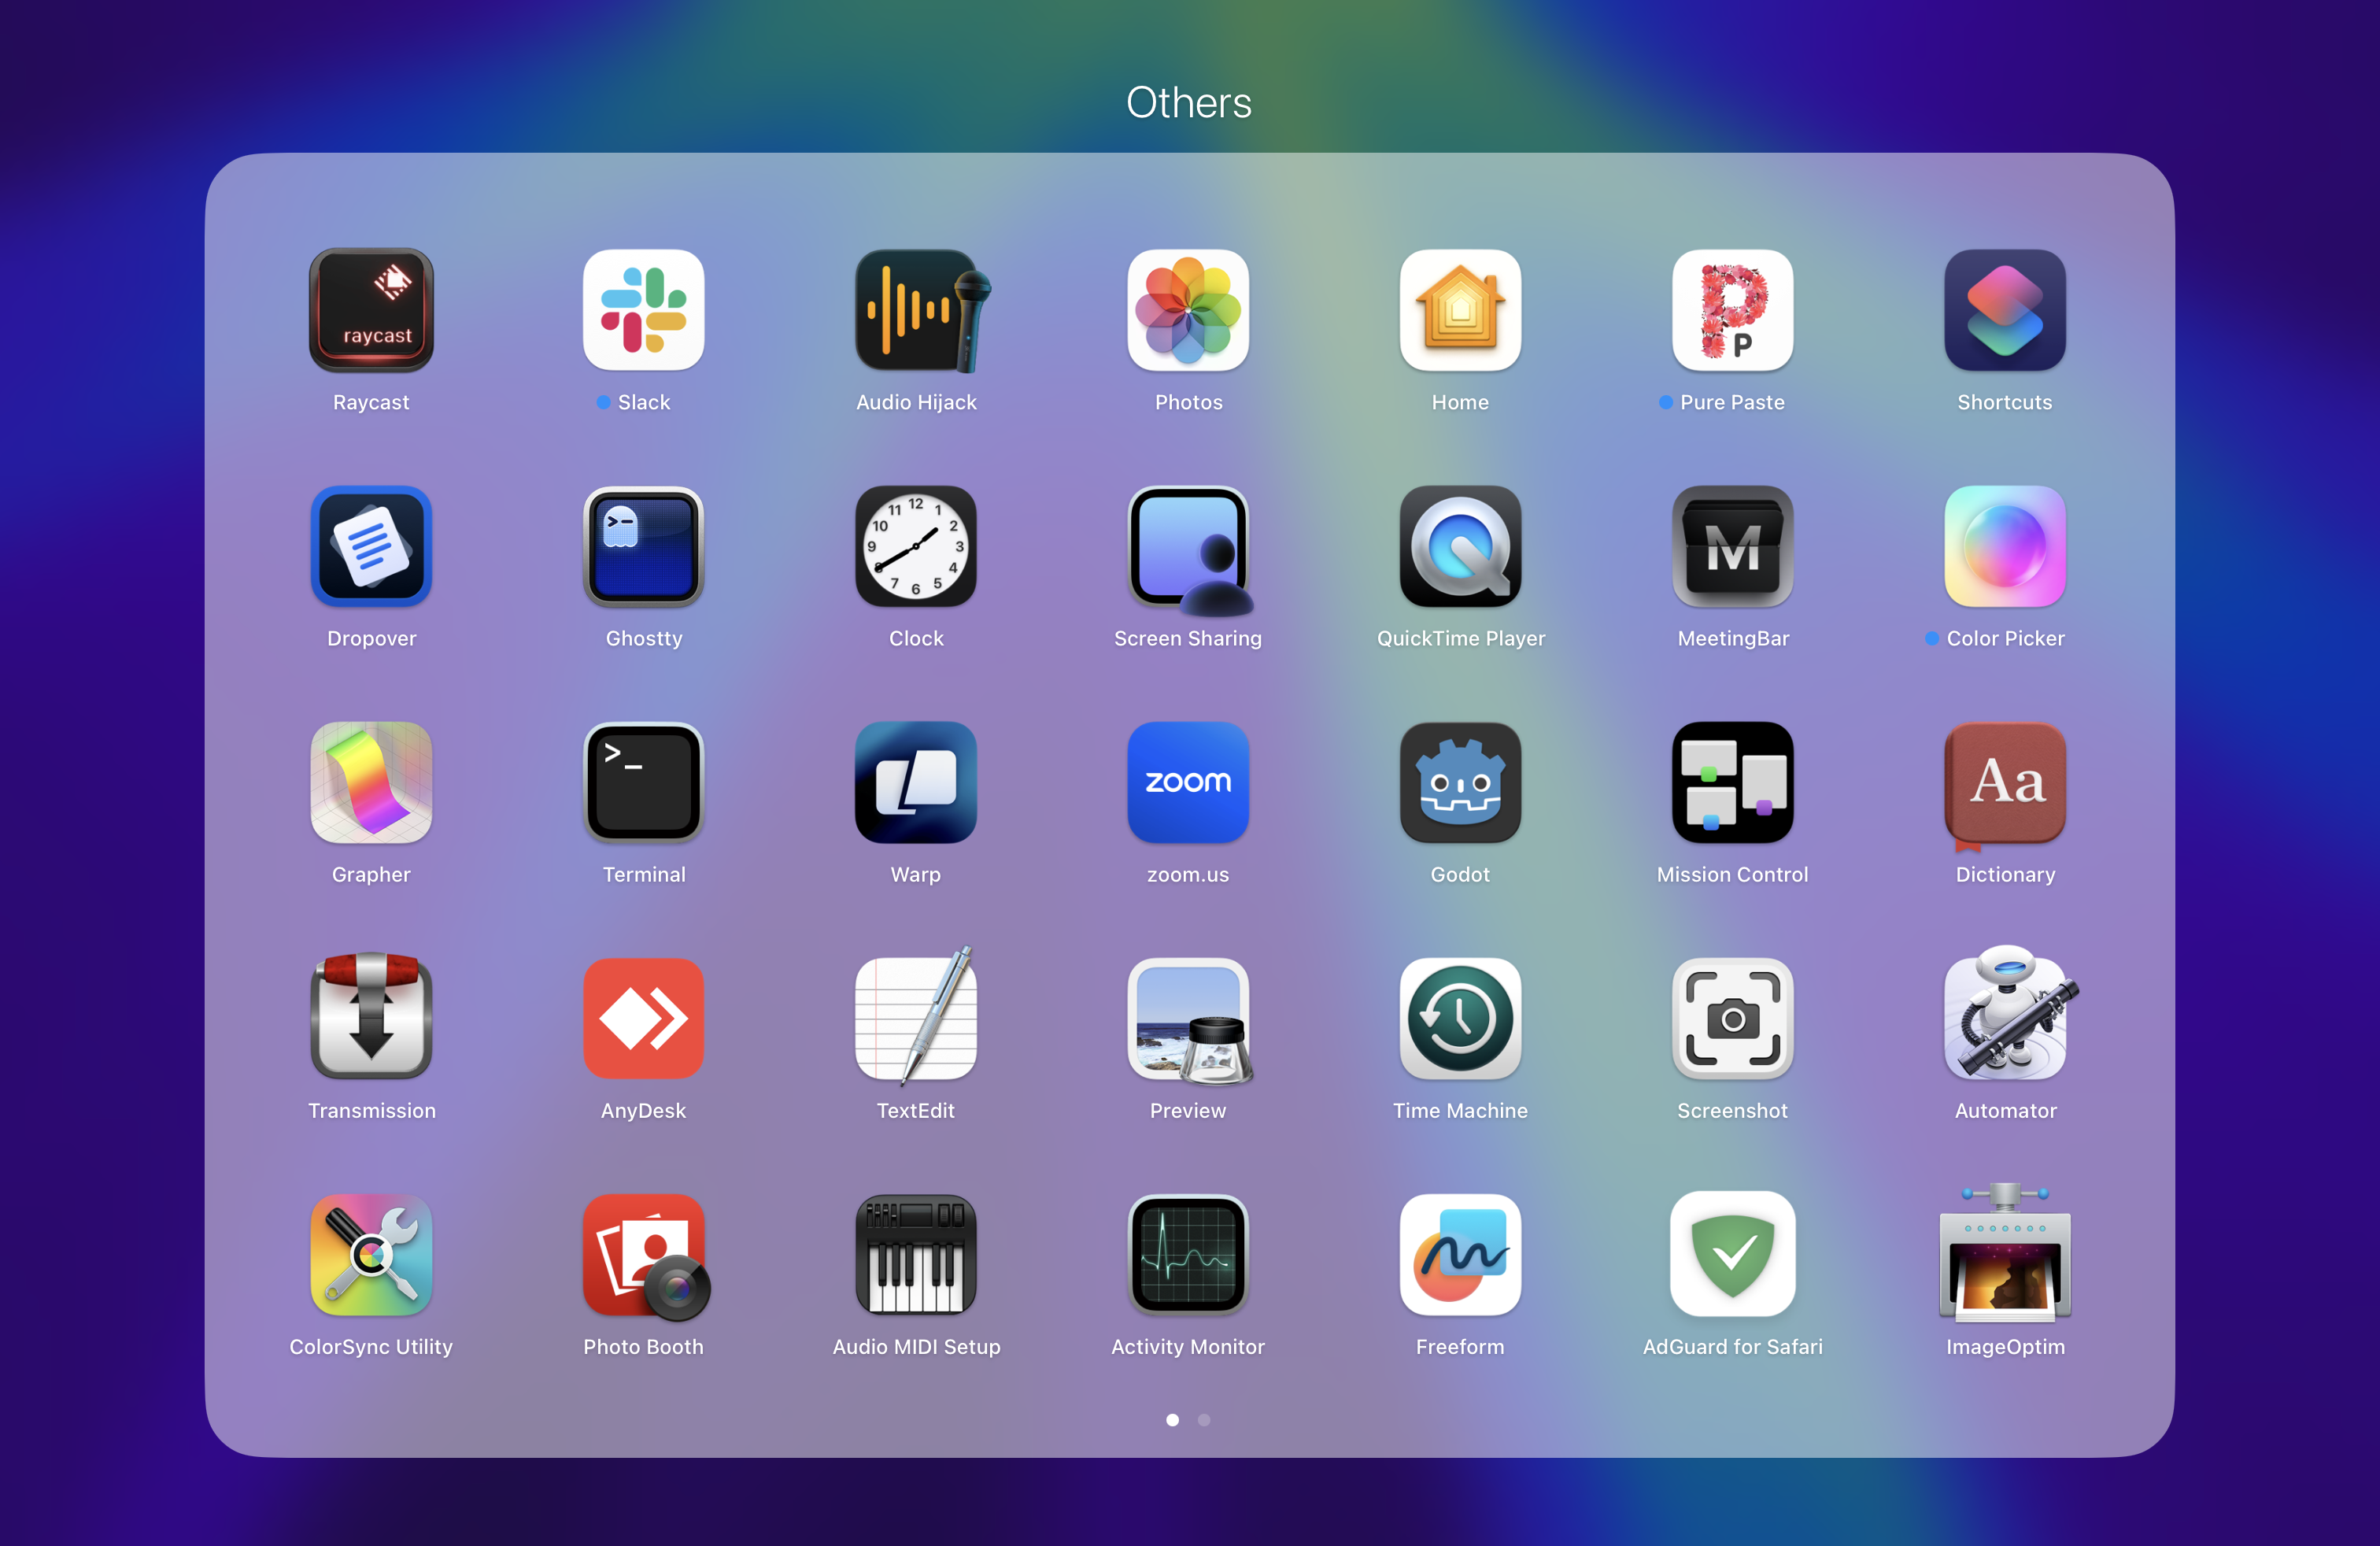 Others
raycast
Raycast
Slack
Audio Hijack
Photos
Home
P
P
Pure Paste
Shortcuts
Dropover
>-
Ghostty
12
1
2
3
4
5
6
7
8
9
10
11
Clock
Screen Sharing
QuickTime Player
M
MeetingBar
Color Picker
Grapher
>_
Terminal
Warp
zoom
zoom.us
Godot
Mission Control
Aa
Dictionary
Transmission
AnyDesk
TextEdit
Preview
Time Machine
Screenshot
Automator
ColorSync Utility
Photo Booth
Audio MIDI Setup
Activity Monitor
Freeform
AdGuard for Safari
ImageOptim